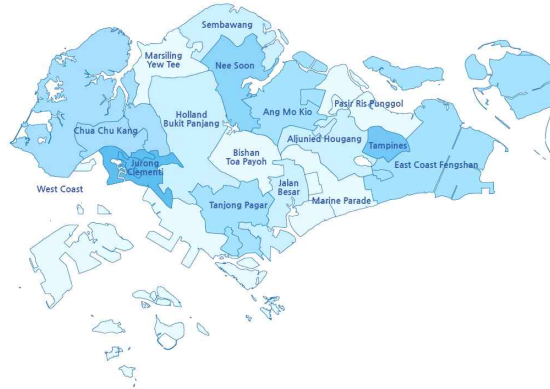 Sembawang
Marsiling
Yew Tee
Nee Soon
Holland
Bukit Panjang
Ang Mo Kio
Pasir Ris Punggol
Chua Chu Kang
Aljunied Hougang
Tampines
Bishan
Toa Payoh
Jurong
Clementi
East Coast Fengshan
West Coast
Jalan
Besar
Tanjong Pagar
Marine Parade